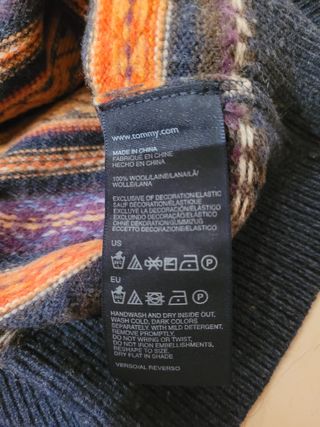 www.tommy.com
MADE IN CHINA
FABRIQUÉ EN CHINE
HECHO EN CHINA
100% WOOL/LAINE/LANA/LÃ/
WOLLE/LANA
EXCLUSIVE OF DECORATION/ELASTIC
SAUF DÉCORATION/ÉLASTIQUE
EXCLUYE LA DECORACIÓN/ELÁSTICO
EXCLUINDO DECORAÇÃO/ELÁSTICO
OHNE DEKORATION/GUMMIZUG
ECCETTO DECORAZIONE/ELASTICO
US
P
EU
P
HANDWASH AND DRY INSIDE OUT,
WASH COLD, DARK COLORS
SEPARATELY, WITH MILD DETERGENT,
REMOVE PROMPTLY.
DO NOT WRING OR TWIST,
DO NOT IRON EMBELLISHMENTS,
RESHAPE TO SIZE.
DRY FLAT IN SHADE
VERSO/AL REVERSO